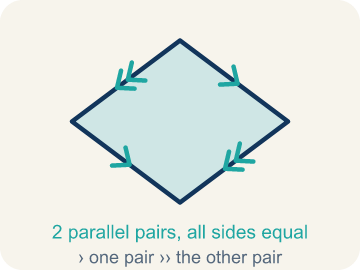 2 parallel pairs, all sides equal
› one pair ›› the other pair